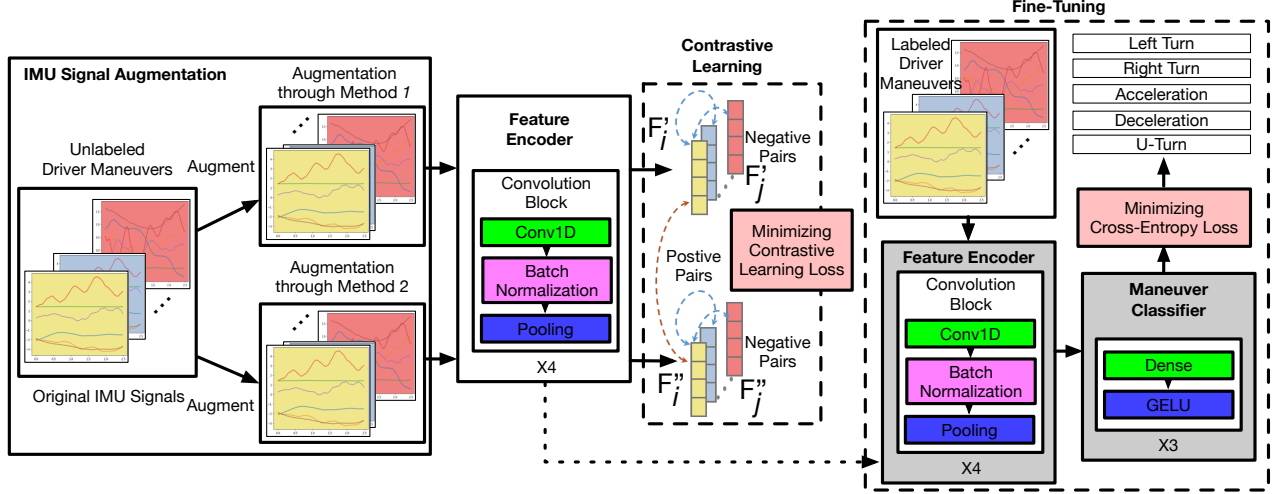 Fine-Tuning
IMU Signal Augmentation
Augmentation
through Method 1
Unlabeled
Driver Maneuvers
Augment
Original IMU Signals
Augment
Augmentation
through Method 2
Feature
Encoder
Convolution
Block
Conv1D
Batch
Normalization
Pooling
X4
Contrastive
Learning
F'i
Negative
Pairs
F'j
Minimizing
Contrastive
Learning Loss
Postive
Pairs
Negative
Pairs
F''i
F''j
Labeled
Driver
Maneuvers
Left Turn
Right Turn
Acceleration
Deceleration
U-Turn
Minimizing
Cross-Entropy Loss
Feature Encoder
Convolution
Block
Conv1D
Batch
Normalization
Pooling
X4
Maneuver
Classifier
Dense
GELU
X3